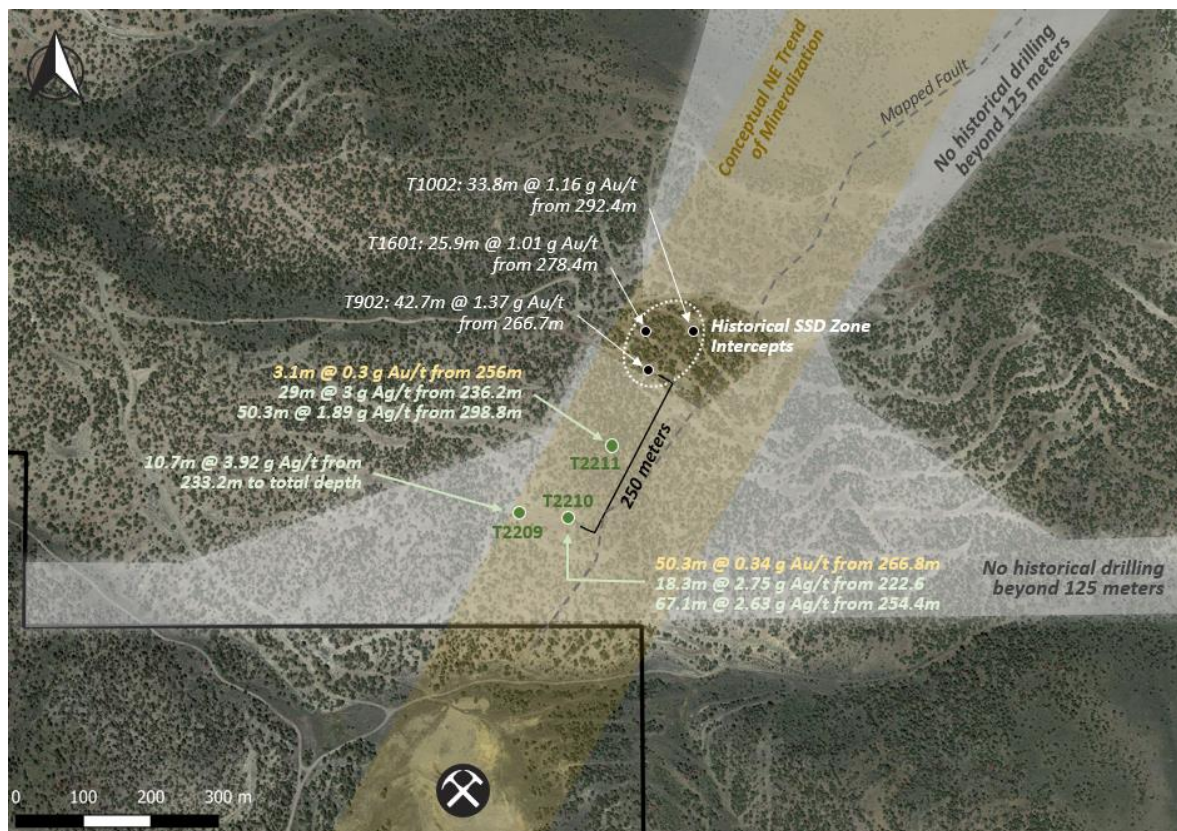 Conceptual NE Trend
of Mineralization
Mapped Fault
No historical drilling
beyond 125 meters
T1002: 33.8m @ 1.16 g Au/t
from 292.4m
T1601: 25.9m @ 1.01 g Au/t
from 278.4m
T902: 42.7m @ 1.37 g Au/t
from 266.7m
Historical SSD Zone
Intercepts
3.1m @ 0.3 g Au/t from 256m
29m @ 3 g Ag/t from 236.2m
50.3m @ 1.89 g Ag/t from 298.8m
T2211
250 meters
10.7m @ 3.92 g Ag/t from
233.2m to total depth
T2210
T2209
50.3m @ 0.34 g Au/t from 266.8m
18.3m @ 2.75 g Ag/t from 222.6
67.1m @ 2.63 g Ag/t from 254.4m
No historical drilling
beyond 125 meters
0 100 200 300 m